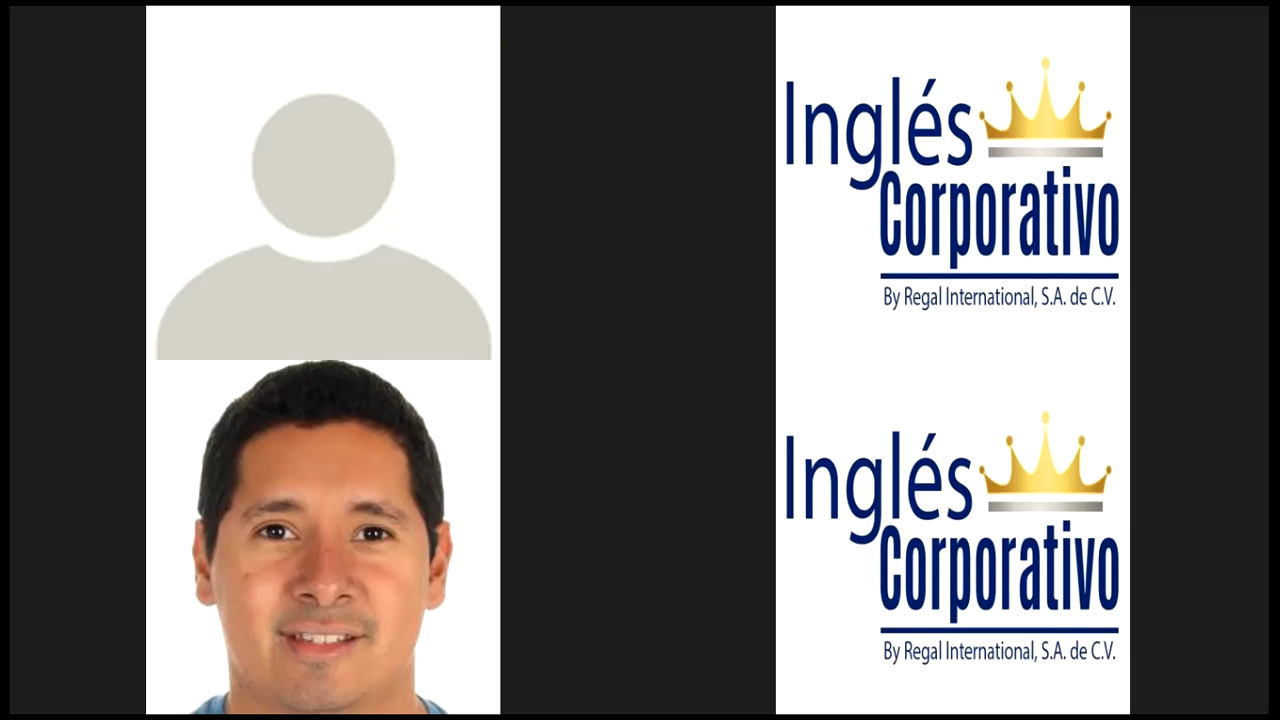 Inglés
Corporativo
By Regal International, S.A. de C.V.
Inglés
Corporativo
By Regal International, S.A. de C.V.